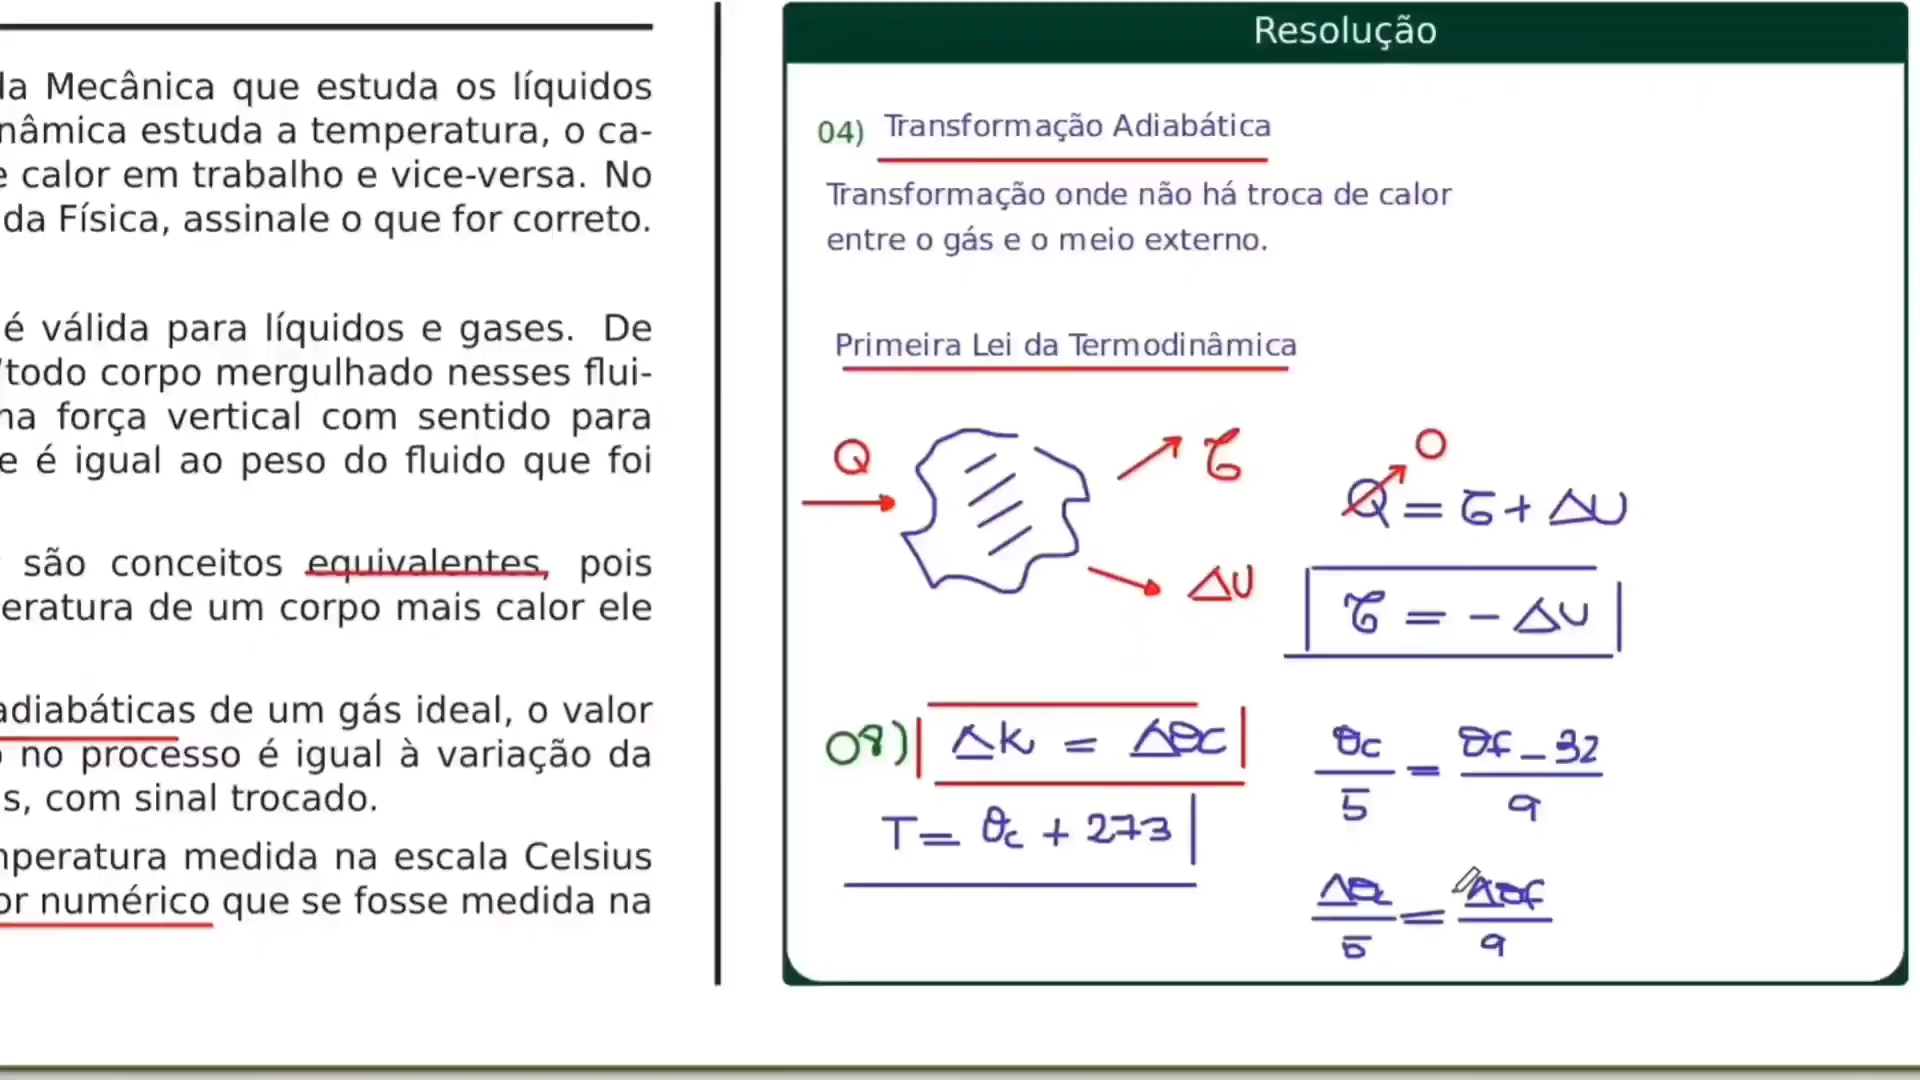 la Mecânica que estuda os líquidos
nâmica estuda a temperatura, o ca-
e calor em trabalho e vice-versa. No
da Física, assinale o que for correto.
é válida para líquidos e gases. De
"todo corpo mergulhado nesses flui-
ma força vertical com sentido para
e é igual ao peso do fluido que foi
são conceitos equivalentes, pois
eratura de um corpo mais calor ele
adiabáticas de um gás ideal, o valor
o no processo é igual à variação da
s, com sinal trocado.
mperatura medida na escala Celsius
or numérico que se fosse medida na
Resolução
04) Transformação Adiabática
Transformação onde não há troca de calor
entre o gás e o meio externo.
Primeira Lei da Termodinâmica
Q
𝒯
ΔU
0
Q = 𝒯 + ΔU
𝒯 = - ΔU
08) Δk = Δθc
T = θc + 273
θc/5 = θf - 32/9
Δθc/5 = Δθf/9